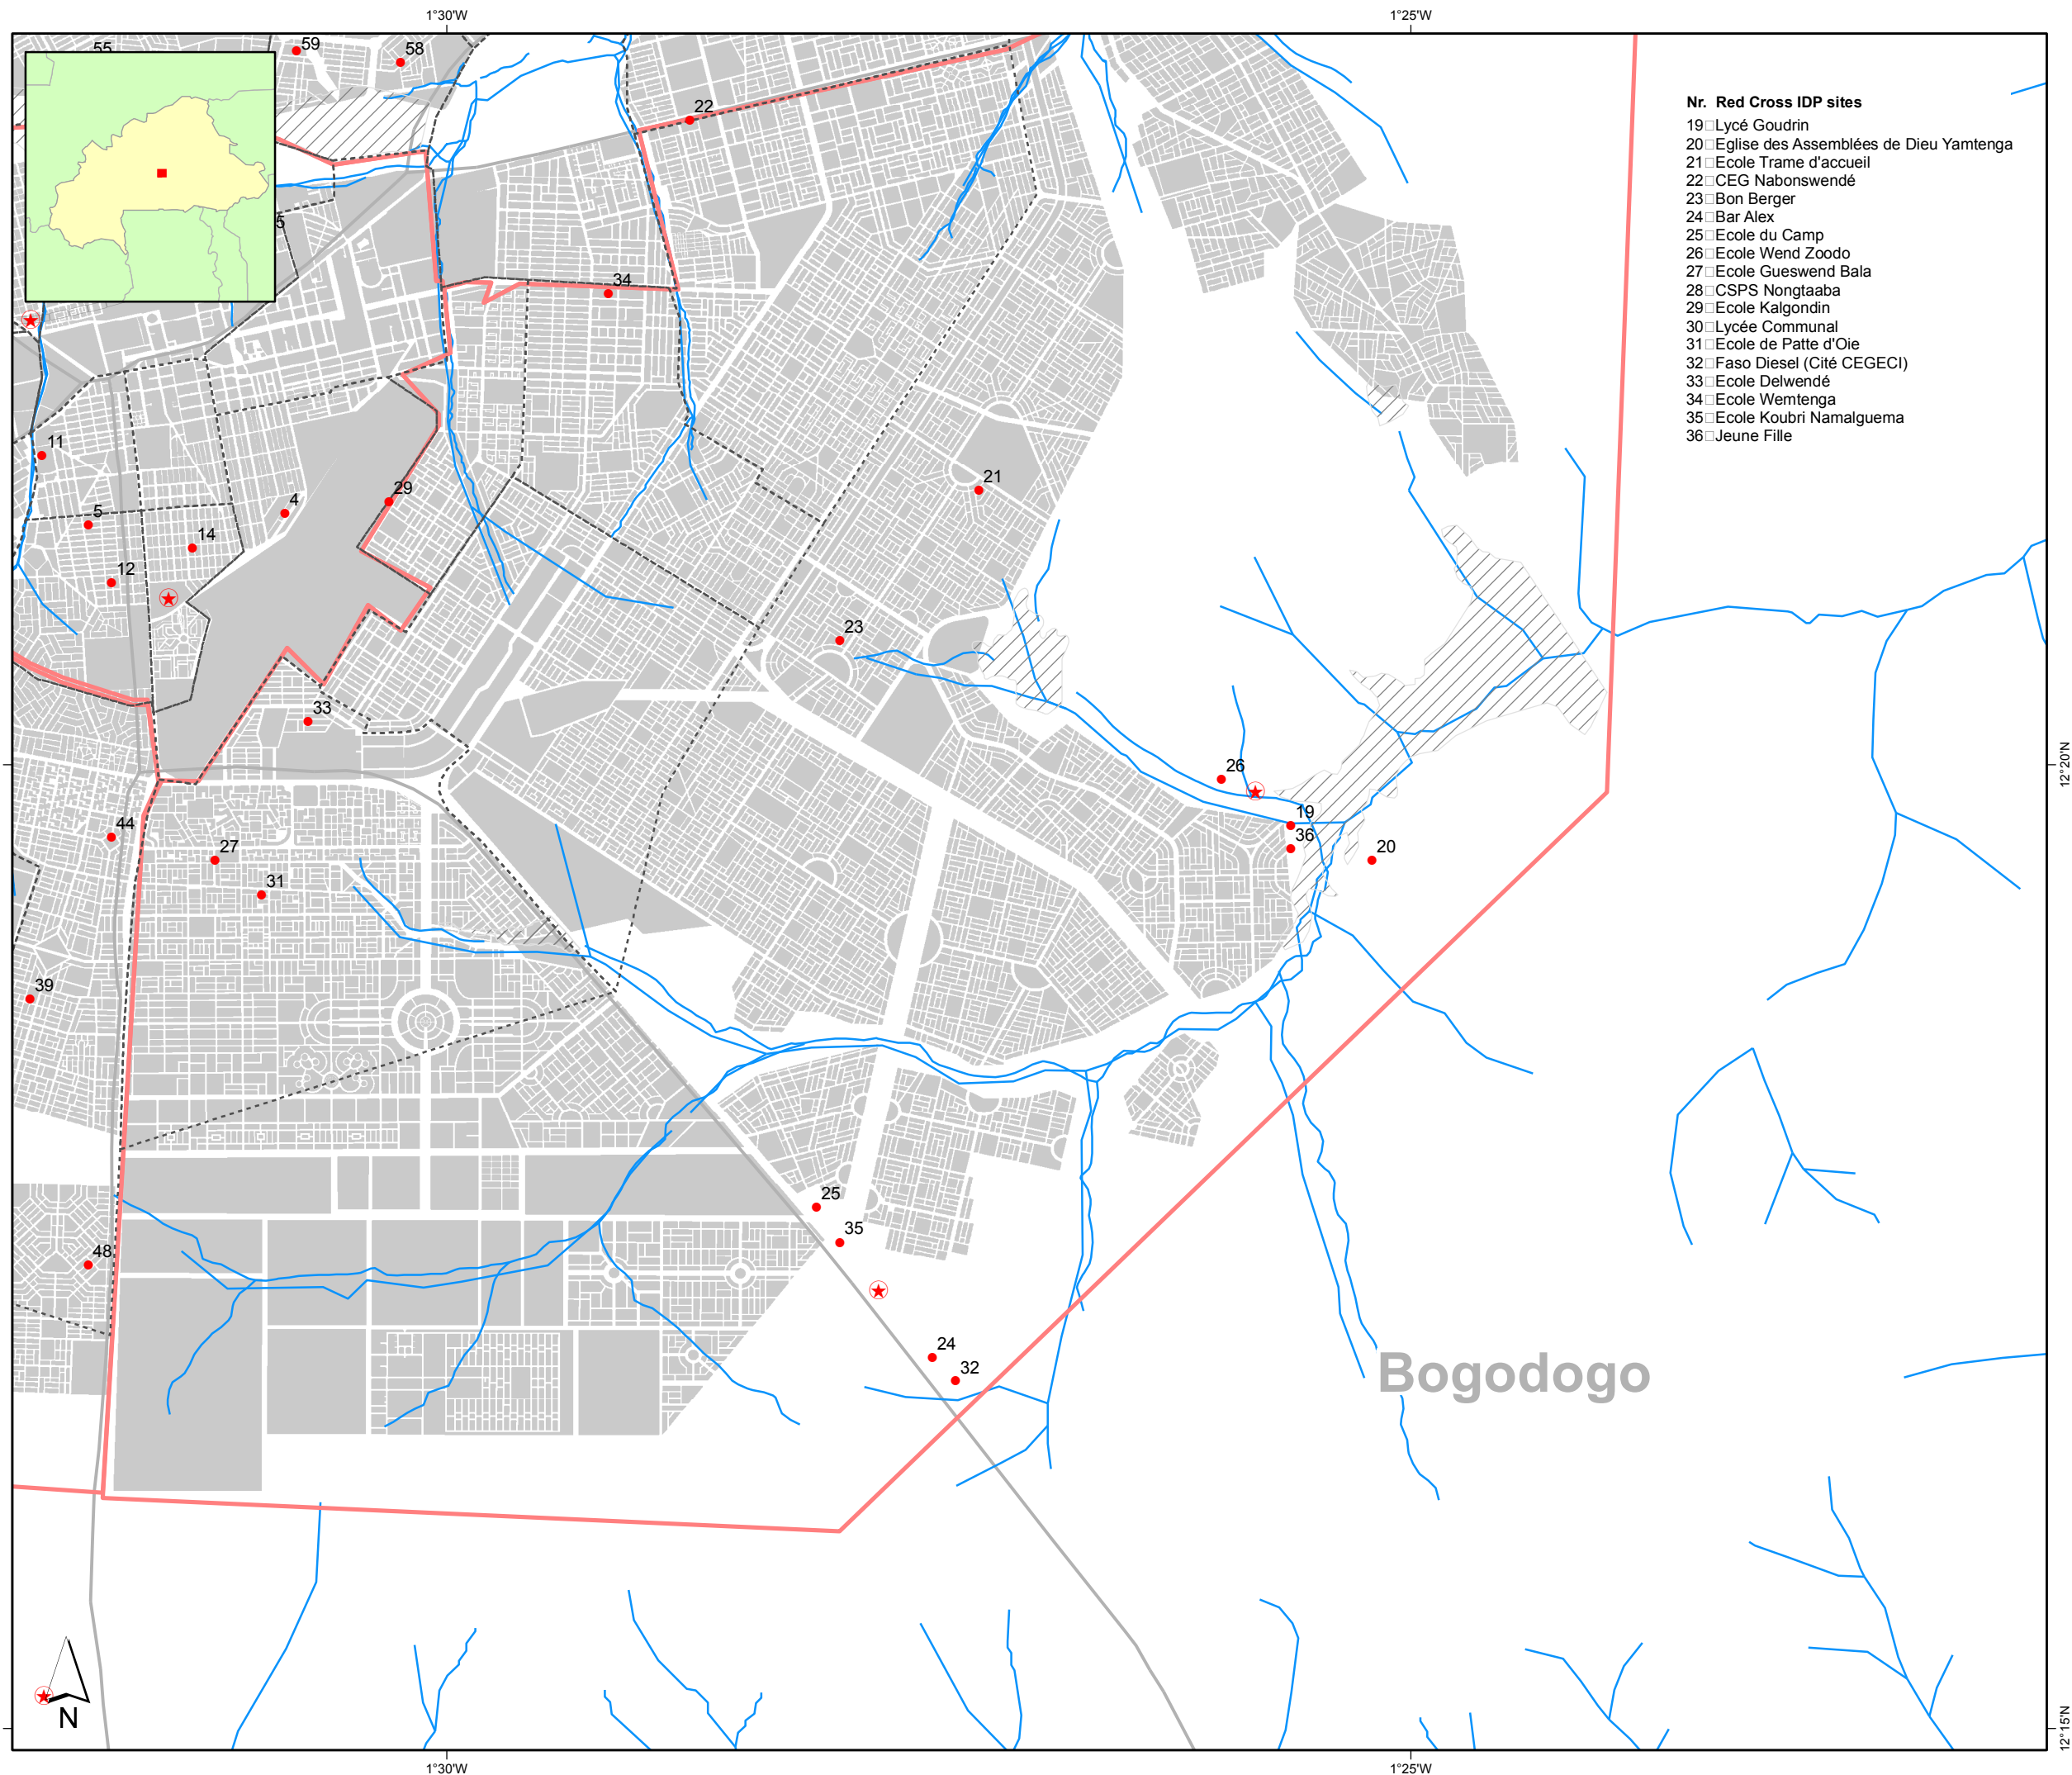 1°30'W
1°25'W
55
59
58
22
Nr. Red Cross IDP sites
19□Lycé Goudrin
20□Eglise des Assemblées de Dieu Yamtenga
21□Ecole Trame d'accueil
22□CEG Nabonswendé
23□Bon Berger
24□Bar Alex
25□Ecole du Camp
26□Ecole Wend Zoodo
27□Ecole Gueswend Bala
28□CSPS Nongtaaba
29□Ecole Kalgondin
30□Lycée Communal
31□Ecole de Patte d'Oie
32□Faso Diesel (Cité CEGECI)
33□Ecole Delwendé
34□Ecole Wemtenga
35□Ecole Koubri Namalguema
36□Jeune Fille
5
34
11
21
29
4
5
14
12
23
33
12°20'N
26
19
44
36
27
20
31
39
25
35
48
24
32
Bogodogo
N
12°15'N
1°30'W
1°25'W